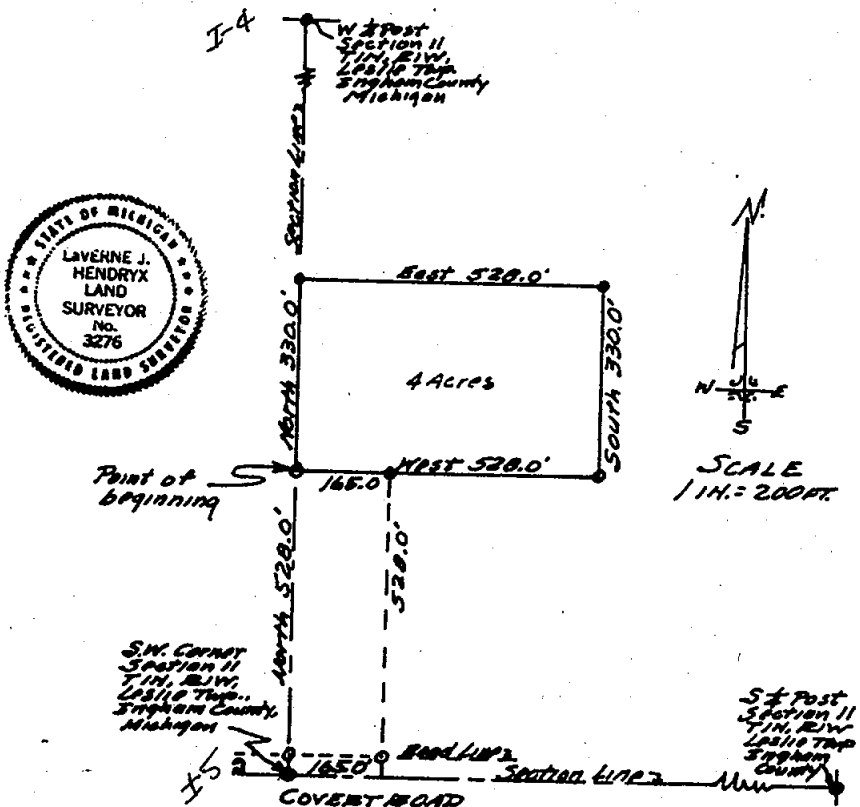 I-4
W ¼ Post
Section 11
T1N, R1W,
Leslie Twp.
Ingham County
Michigan
Section Line
STATE OF MICHIGAN
LaVERNE J.
HENDRYX
LAND
SURVEYOR
No.
3276
REGISTERED LAND SURVEYOR
East 528.0'
North 330.0'
4 Acres
South 330.0'
N
W E
S
SCALE
1 IN. = 200 FT.
Point of
beginning
165.0
West 528.0'
North 528.0'
528.0'
S.W. Corner
Section 11
T1N, R1W,
Leslie Twp.,
Ingham County,
Michigan
S ¼ Post
Section 11
T1N, R1W
Leslie Twp
Ingham
County
I-5
165.0'
Road Line
Section Line
COVERT ROAD